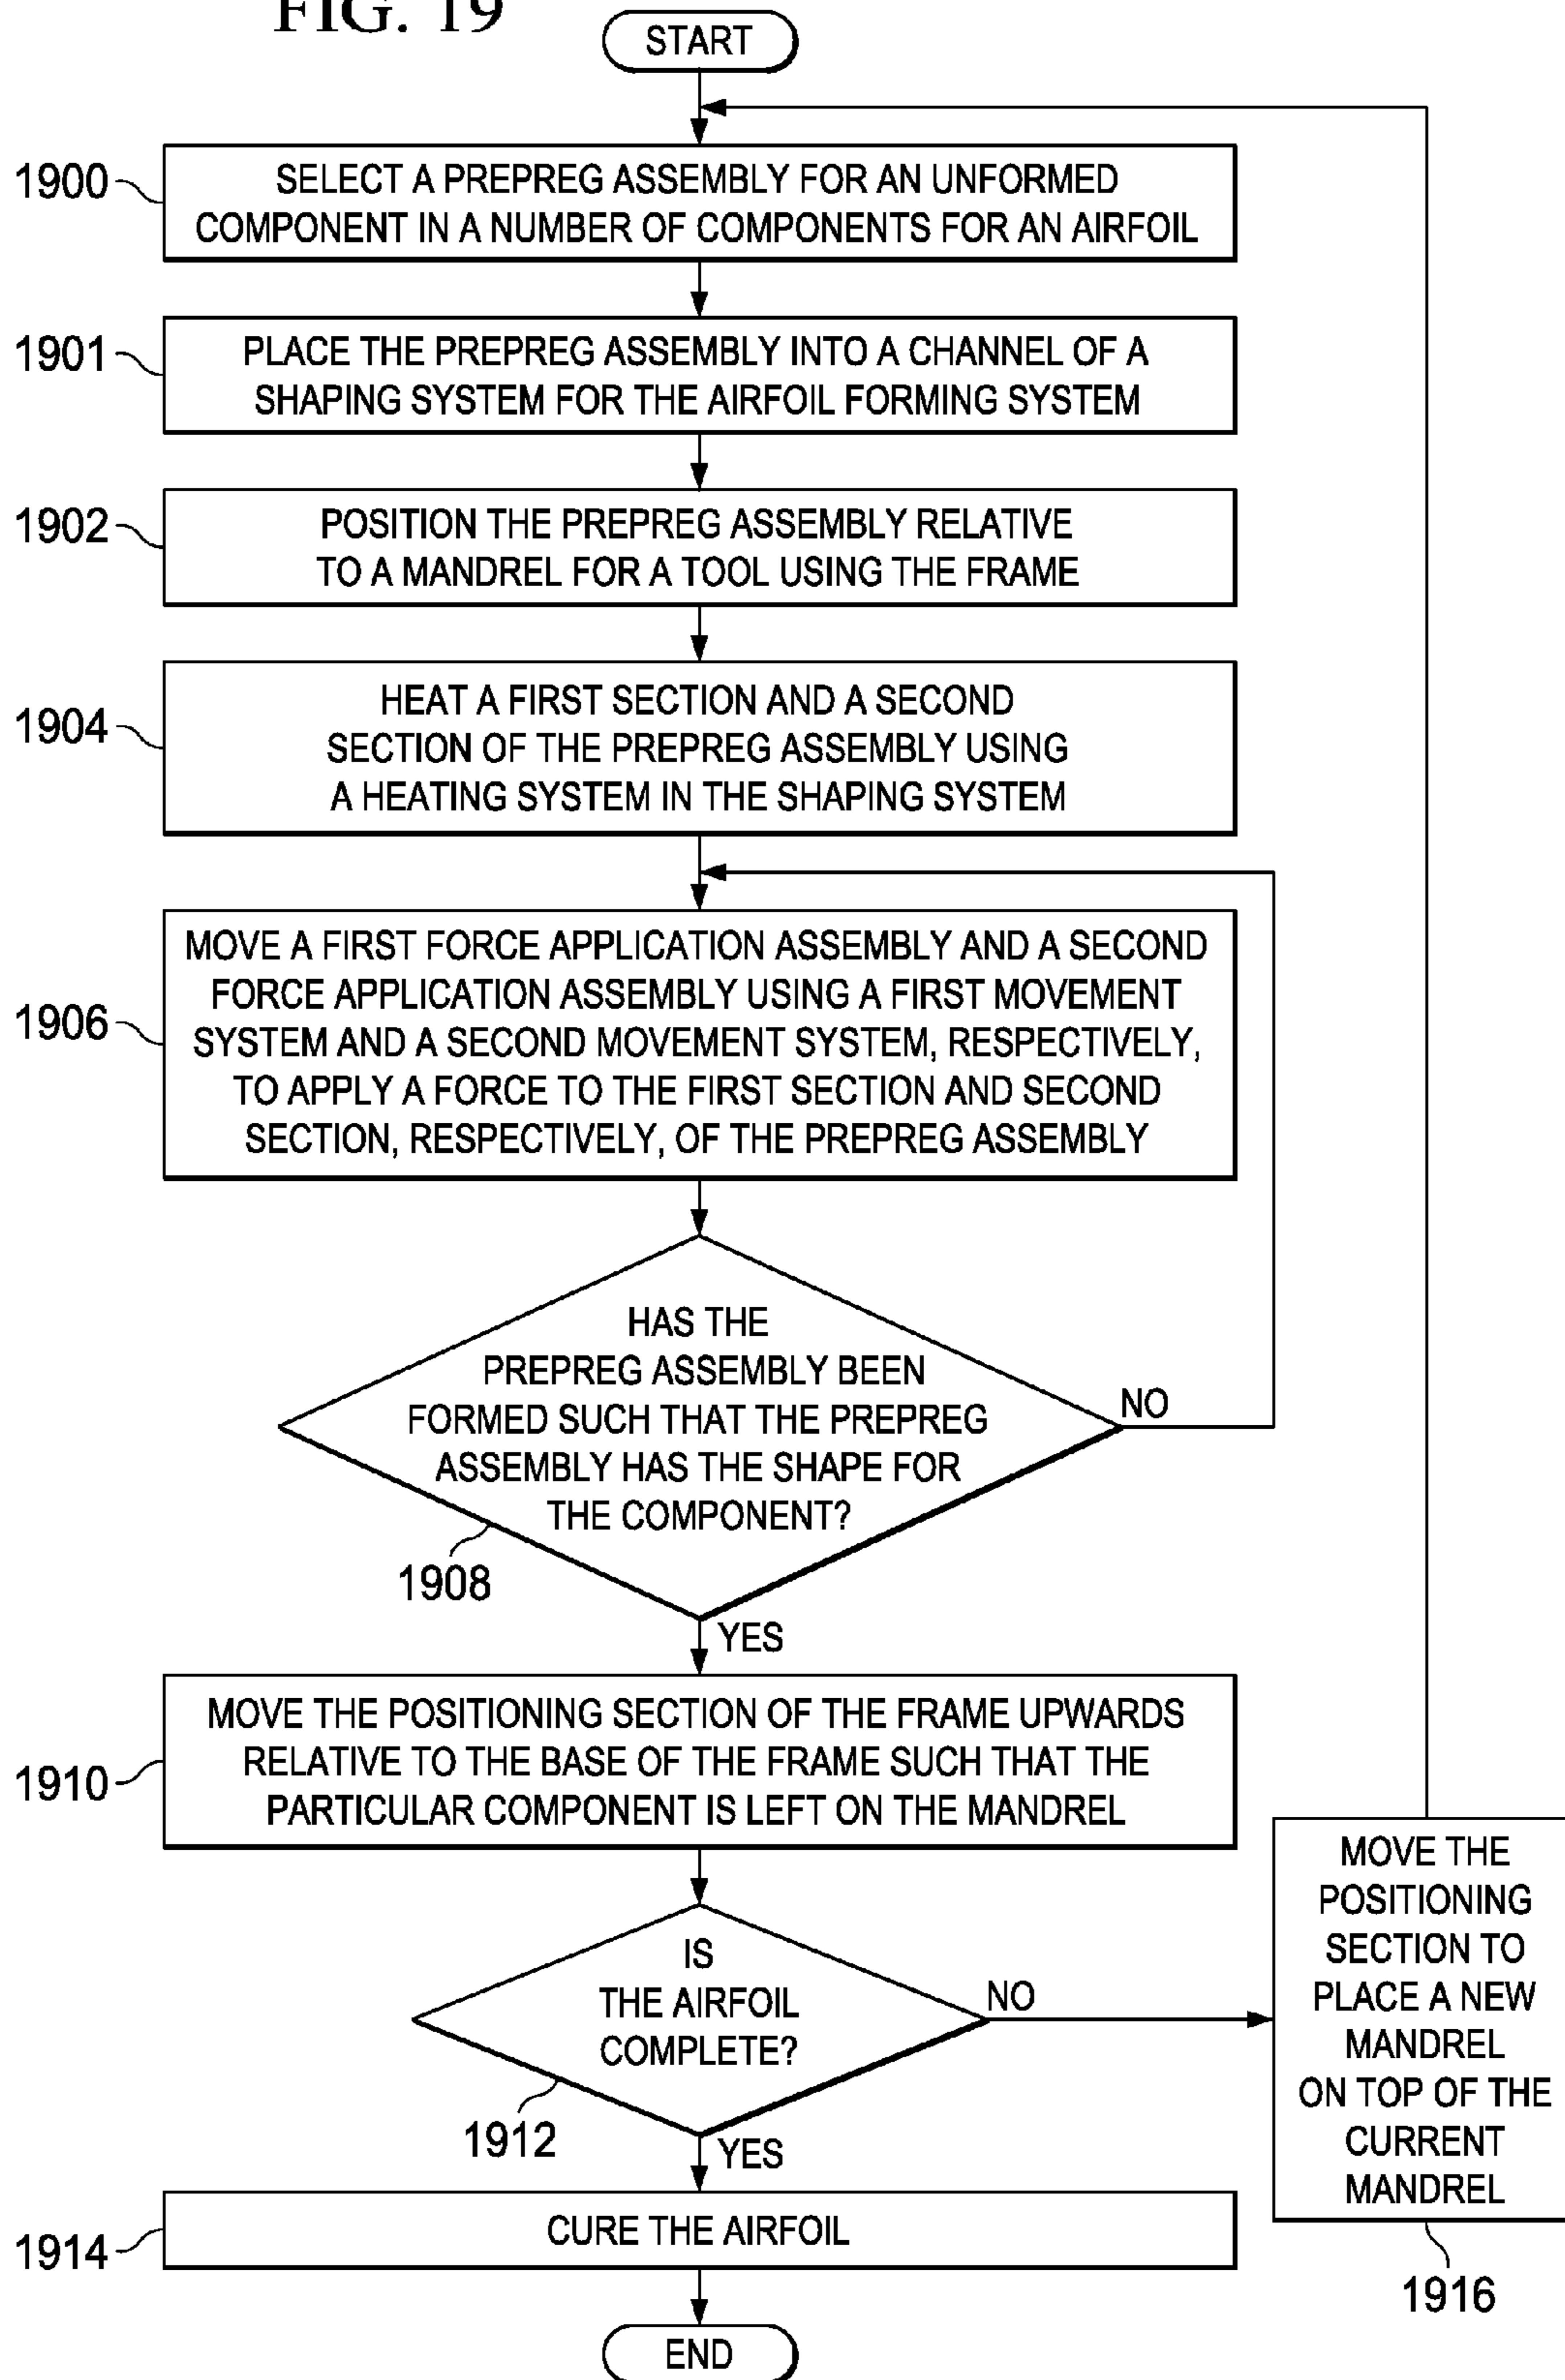 FIG. 19
START
1900
SELECT A PREPREG ASSEMBLY FOR AN UNFORMED
COMPONENT IN A NUMBER OF COMPONENTS FOR AN AIRFOIL
1901
PLACE THE PREPREG ASSEMBLY INTO A CHANNEL OF A
SHAPING SYSTEM FOR THE AIRFOIL FORMING SYSTEM
1902
POSITION THE PREPREG ASSEMBLY RELATIVE
TO A MANDREL FOR A TOOL USING THE FRAME
1904
HEAT A FIRST SECTION AND A SECOND
SECTION OF THE PREPREG ASSEMBLY USING
A HEATING SYSTEM IN THE SHAPING SYSTEM
1906
MOVE A FIRST FORCE APPLICATION ASSEMBLY AND A SECOND
FORCE APPLICATION ASSEMBLY USING A FIRST MOVEMENT
SYSTEM AND A SECOND MOVEMENT SYSTEM, RESPECTIVELY,
TO APPLY A FORCE TO THE FIRST SECTION AND SECOND
SECTION, RESPECTIVELY, OF THE PREPREG ASSEMBLY
HAS THE
PREPREG ASSEMBLY BEEN
FORMED SUCH THAT THE PREPREG
ASSEMBLY HAS THE SHAPE FOR
THE COMPONENT?
NO
1908
YES
1910
MOVE THE POSITIONING SECTION OF THE FRAME UPWARDS
RELATIVE TO THE BASE OF THE FRAME SUCH THAT THE
PARTICULAR COMPONENT IS LEFT ON THE MANDREL
IS
THE AIRFOIL
COMPLETE?
NO
1912
YES
MOVE THE
POSITIONING
SECTION TO
PLACE A NEW
MANDREL
ON TOP OF THE
CURRENT
MANDREL
1916
1914
CURE THE AIRFOIL
END